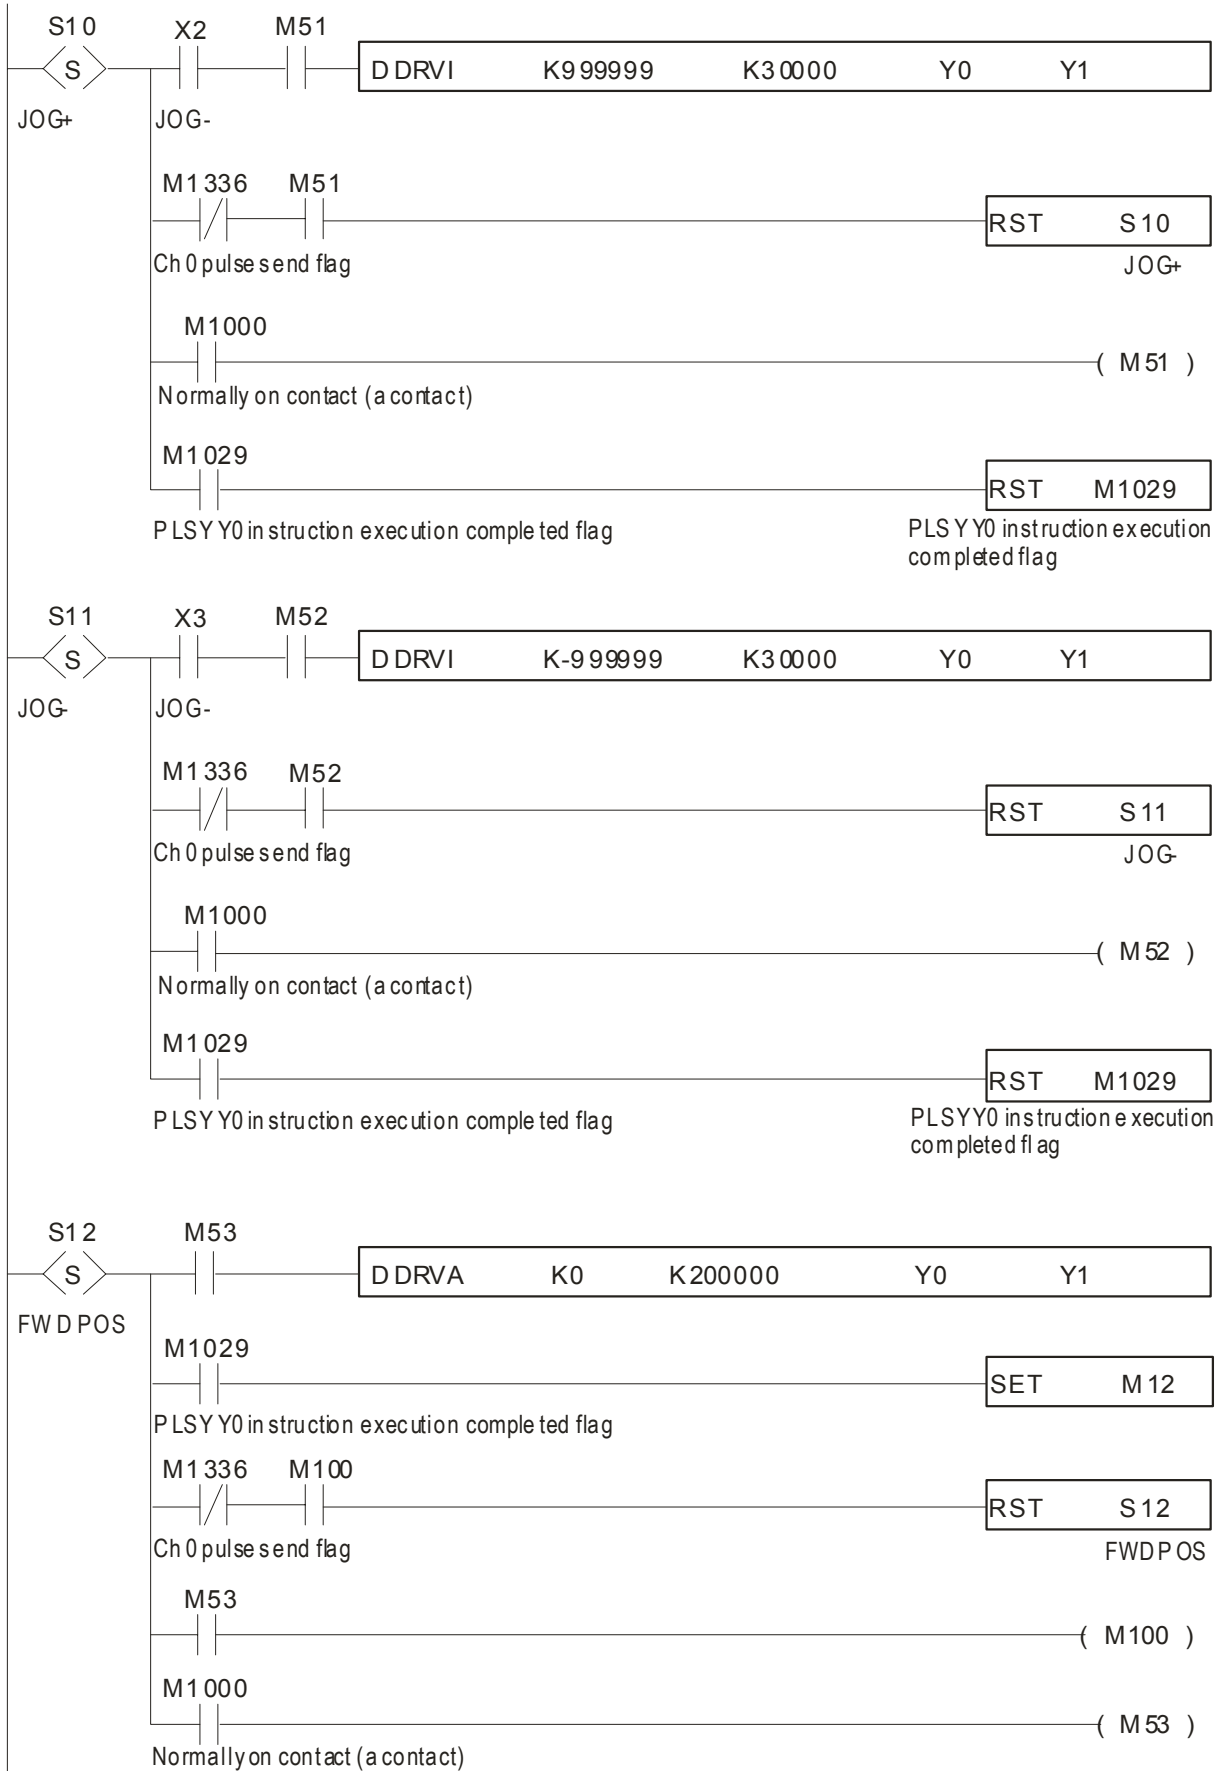 S10 X2 M51
S DDRVI K999999 K30000 Y0 Y1
JOG+ JOG-
M1336 M51
RST S10
Ch0 pulse send flag JOG+
M1000
( M51 )
Normally on contact (a contact)
M1029
RST M1029
PLSY Y0 instruction execution completed flag PLSY Y0 instruction execution
completed flag
S11 X3 M52
S DDRVI K-999999 K30000 Y0 Y1
JOG- JOG-
M1336 M52
RST S11
Ch0 pulse send flag JOG-
M1000
( M52 )
Normally on contact (a contact)
M1029
RST M1029
PLSY Y0 instruction execution completed flag PLSY Y0 instruction execution
completed flag
S12 M53
S DDRVA K0 K200000 Y0 Y1
FWD POS
M1029
SET M12
PLSY Y0 instruction execution completed flag
M1336 M100
RST S12
Ch0 pulse send flag FWD POS
M53
( M100 )
M1000
( M53 )
Normally on contact (a contact)